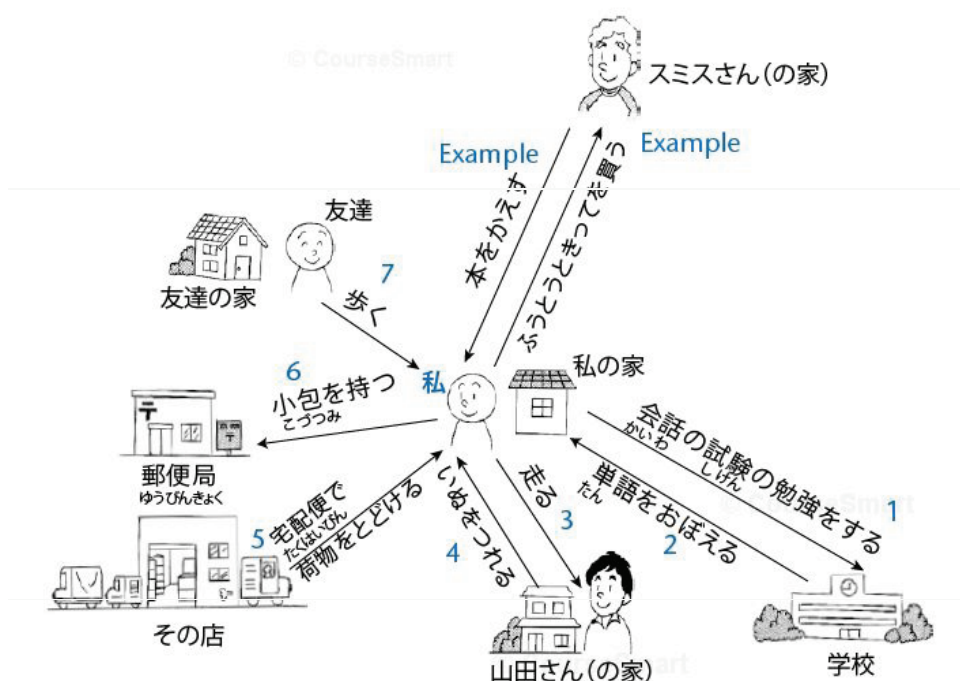 © CourseSmart
スミスさん(の家)
Example
Example
本をかえす
ふうとうときってを買う
友達
友達の家
7
歩く
私
私の家
6
小包を持つ
こづつみ
〒
〒
郵便局
ゆうびんきょく
会話の試験の勉強をする
かいわ
しげん
1
© CourseSmart
単語をおぼえる
たん
2
走る
3
いぬをつれる
4
5
宅配便で
たくはいびん
荷物をとどける
その店
山田さん(の家)
CourseSmart
学校